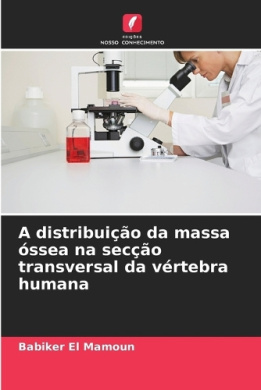 edições
NOSSO CONHECIMENTO
A distribuição da massa
óssea na secção
transversal da vértebra
humana
Babiker El Mamoun